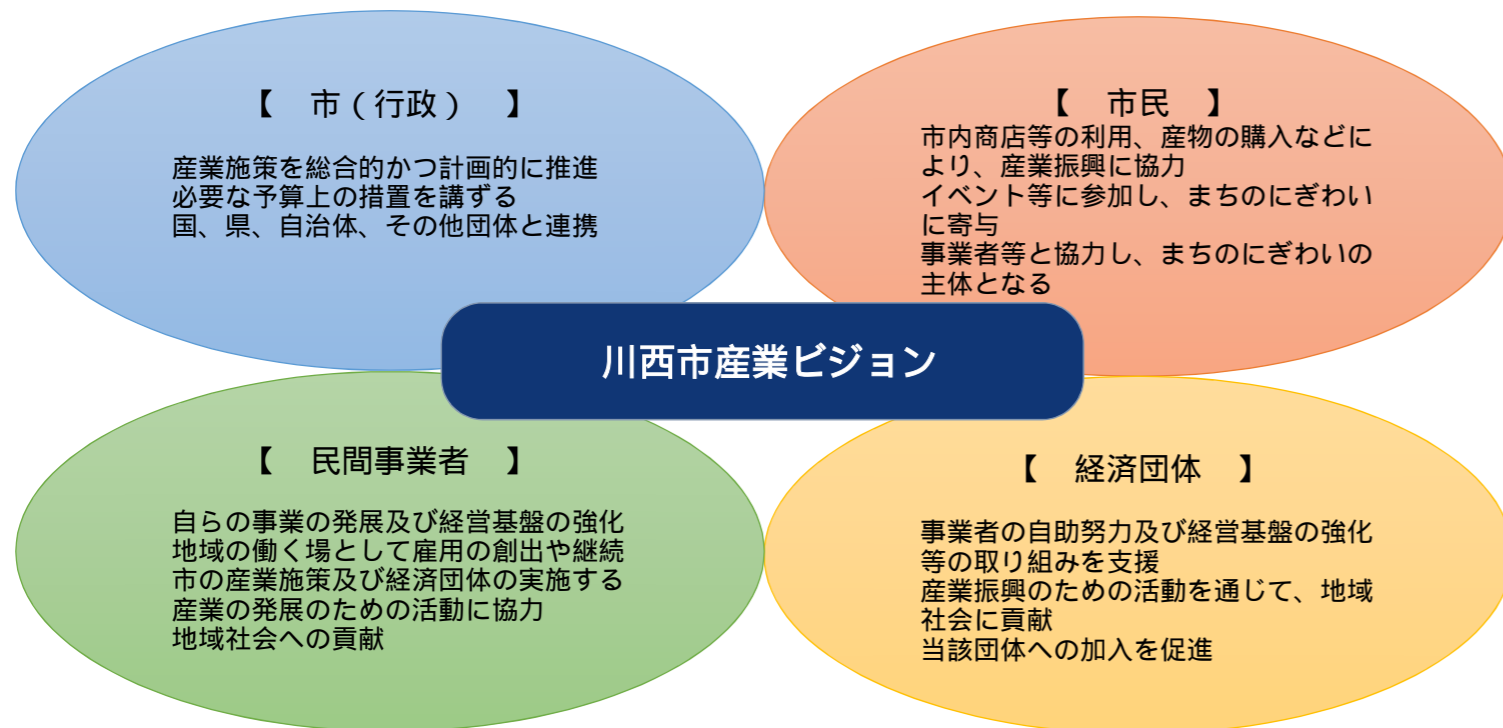 【　市（行政）　】
産業施策を総合的かつ計画的に推進
必要な予算上の措置を講ずる
国、県、自治体、その他団体と連携
【　市民　】
市内商店等の利用、産物の購入などに
より、産業振興に協力
イベント等に参加し、まちのにぎわい
に寄与
事業者等と協力し、まちのにぎわいの
主体となる
川西市産業ビジョン
【　民間事業者　】
自らの事業の発展及び経営基盤の強化
地域の働く場として雇用の創出や継続
市の産業施策及び経済団体の実施する
産業の発展のための活動に協力
地域社会への貢献
【　経済団体　】
事業者の自助努力及び経営基盤の強化
等の取り組みを支援
産業振興のための活動を通じて、地域
社会に貢献
当該団体への加入を促進